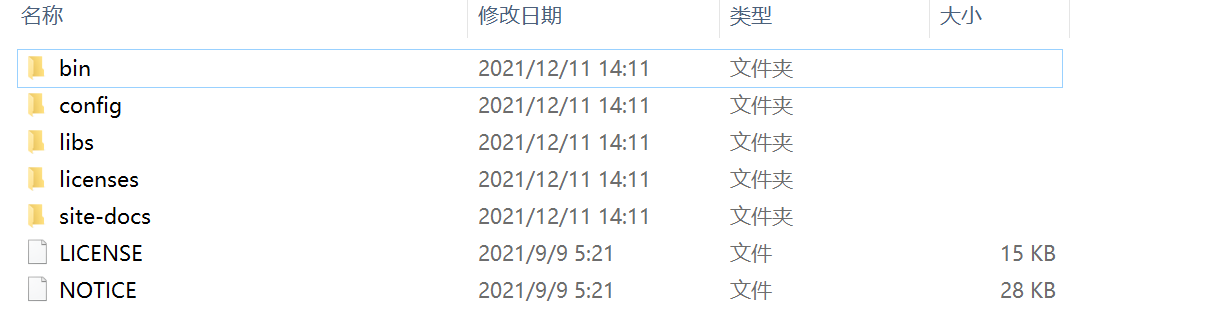 名称 修改日期 类型 大小
bin 2021/12/11 14:11 文件夹
config 2021/12/11 14:11 文件夹
libs 2021/12/11 14:11 文件夹
licenses 2021/12/11 14:11 文件夹
site-docs 2021/12/11 14:11 文件夹
LICENSE 2021/9/9 5:21 文件 15 KB
NOTICE 2021/9/9 5:21 文件 28 KB